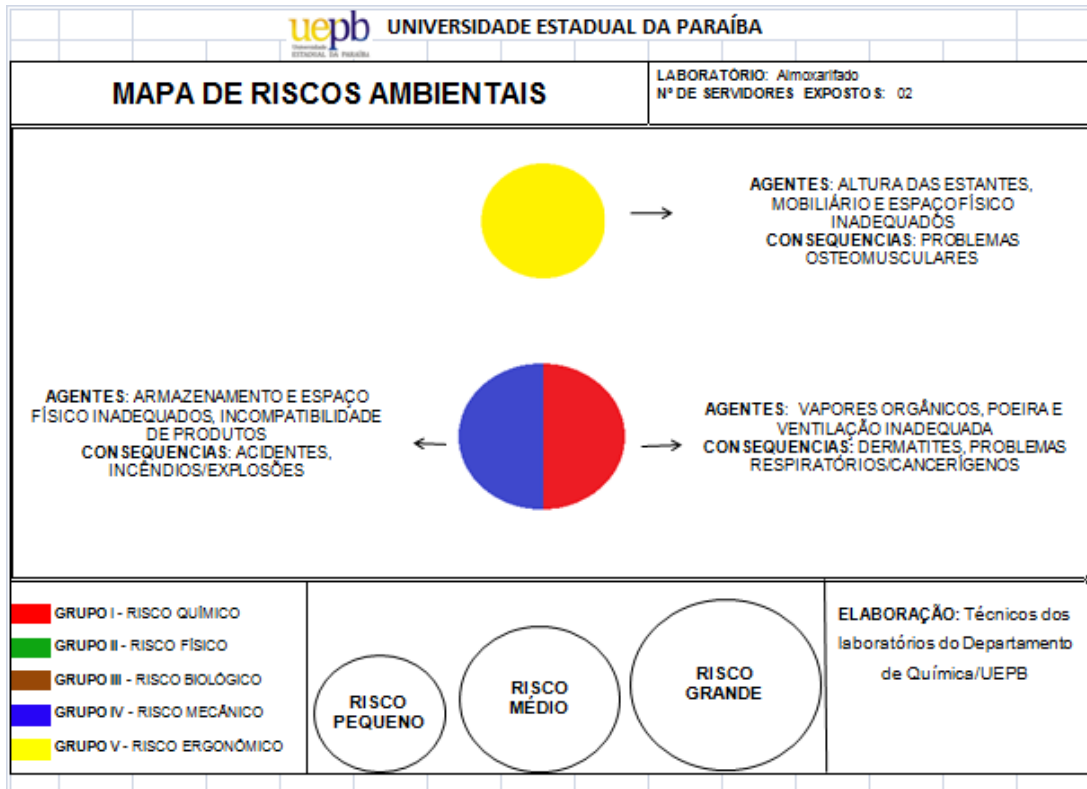 uepb UNIVERSIDADE ESTADUAL DA PARAÍBA
Universidade
ESTADUAL DA PARAÍBA
MAPA DE RISCOS AMBIENTAIS
LABORATÓRIO: Almoxarifado
Nº DE SERVIDORES EXPOSTOS: 02
AGENTES: ALTURA DAS ESTANTES,
MOBILIÁRIO E ESPAÇO FÍSICO
INADEQUADOS
CONSEQUENCIAS: PROBLEMAS
OSTEOMUSCULARES
AGENTES: ARMAZENAMENTO E ESPAÇO
FÍSICO INADEQUADOS, INCOMPATIBILIDADE
DE PRODUTOS
CONSEQUENCIAS: ACIDENTES,
INCÊNDIOS/EXPLOSÕES
AGENTES: VAPORES ORGÂNICOS, POEIRA E
VENTILAÇÃO INADEQUADA
CONSEQUENCIAS: DERMATITES, PROBLEMAS
RESPIRATÓRIOS/CANCERÍGENOS
GRUPO I - RISCO QUÍMICO
GRUPO II - RISCO FÍSICO
GRUPO III - RISCO BIOLÓGICO
GRUPO IV - RISCO MECÂNICO
GRUPO V - RISCO ERGONÔMICO
RISCO
PEQUENO
RISCO
MÉDIO
RISCO
GRANDE
ELABORAÇÃO: Técnicos dos
laboratórios do Departamento
de Química/UEPB